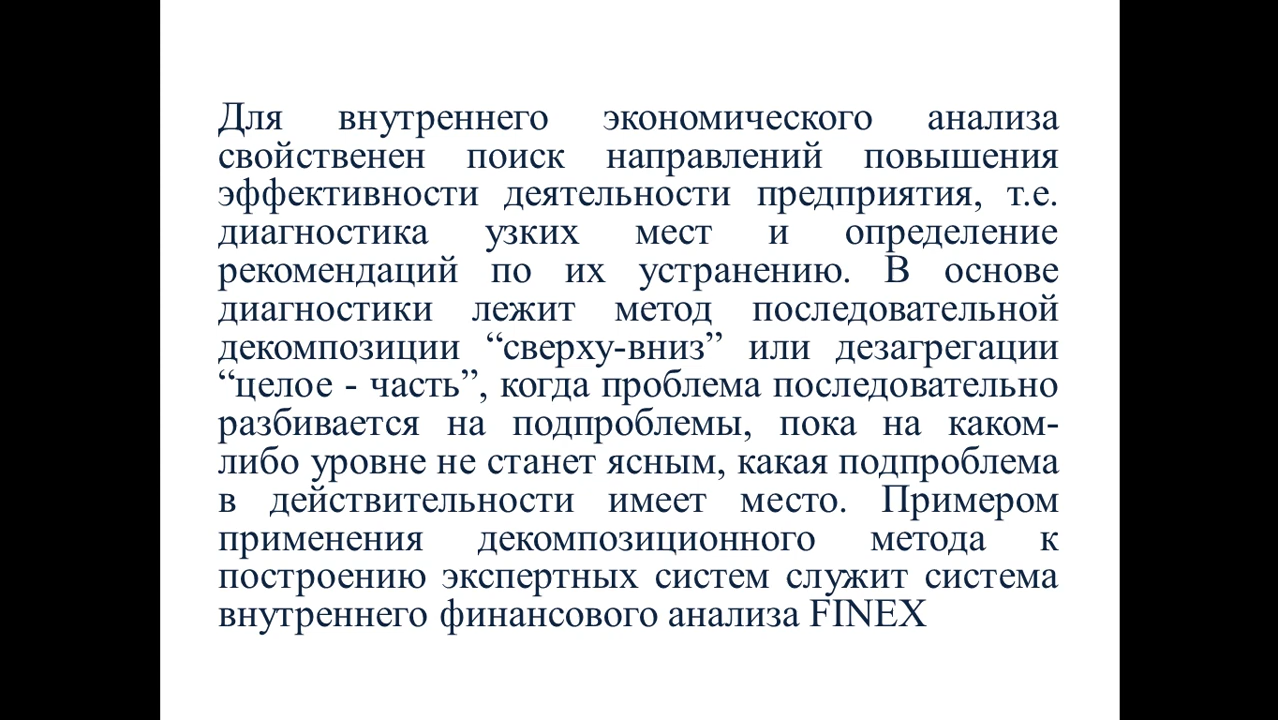 Для внутреннего экономического анализа
свойственен поиск направлений повышения
эффективности деятельности предприятия, т.е.
диагностика узких мест и определение
рекомендаций по их устранению. В основе
диагностики лежит метод последовательной
декомпозиции “сверху-вниз” или дезагрегации
“целое - часть”, когда проблема последовательно
разбивается на подпроблемы, пока на каком-
либо уровне не станет ясным, какая подпроблема
в действительности имеет место. Примером
применения декомпозиционного метода к
построению экспертных систем служит система
внутреннего финансового анализа FINEX